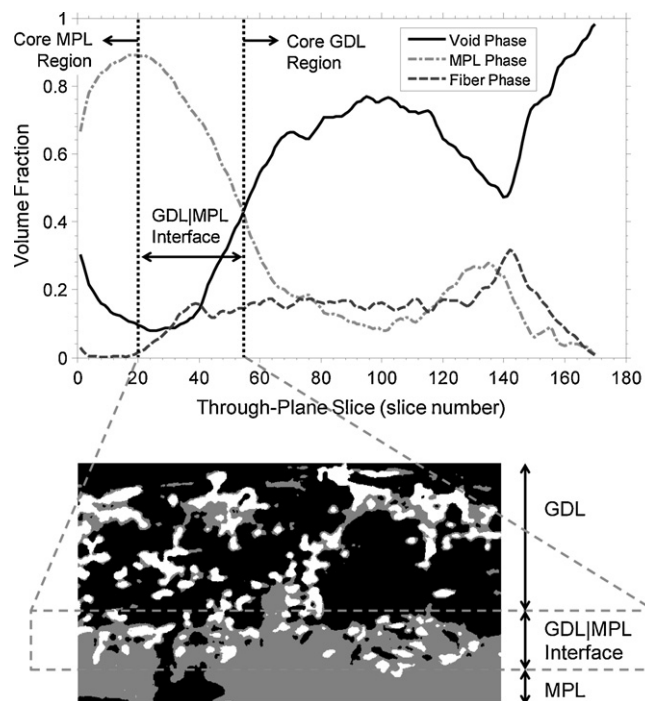 Core MPL
Region
Core GDL
Region
Void Phase
MPL Phase
Fiber Phase
GDL|MPL
Interface
Volume Fraction
1
0.8
0.6
0.4
0.2
0
0 20 40 60 80 100 120 140 160 180
Through-Plane Slice (slice number)
GDL
GDL|MPL
Interface
MPL